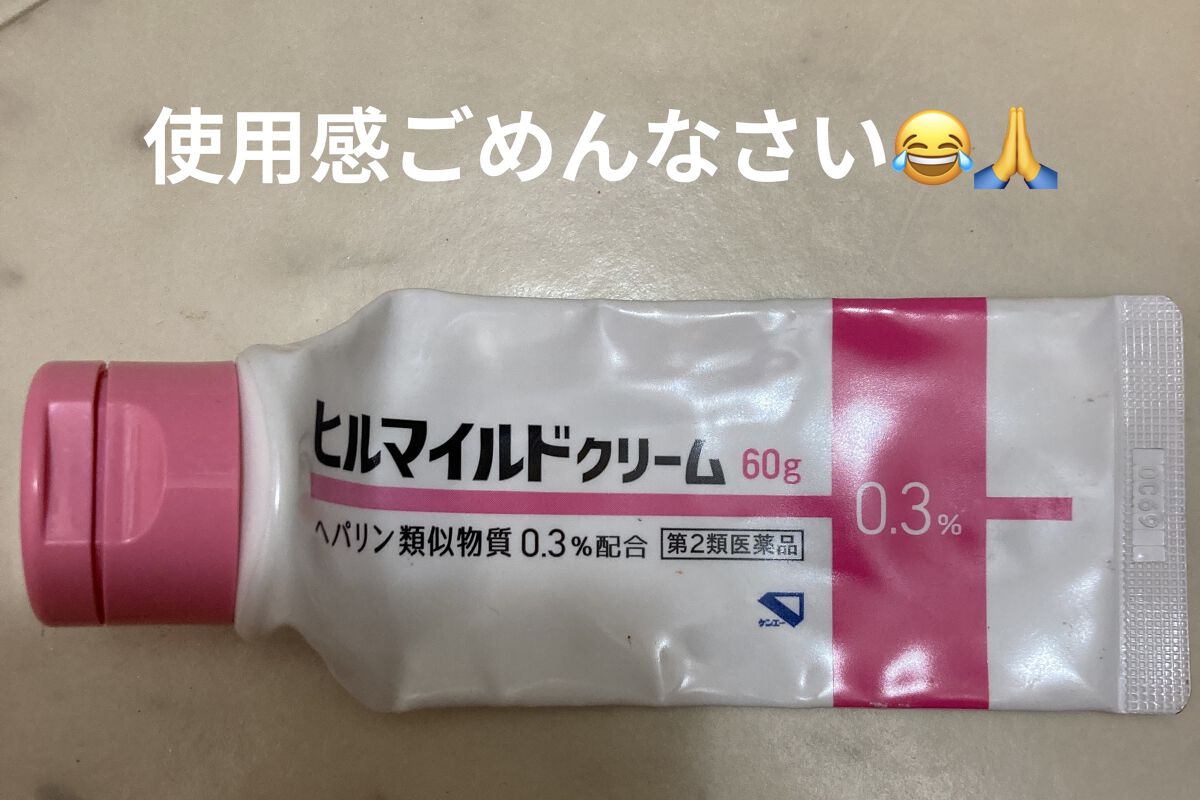 使用感ごめんなさい😂🙏
ヒルマイルドクリーム 60g
0.3%
ヘパリン類似物質 0.3%配合 第2類医薬品
ケンエー
0C69